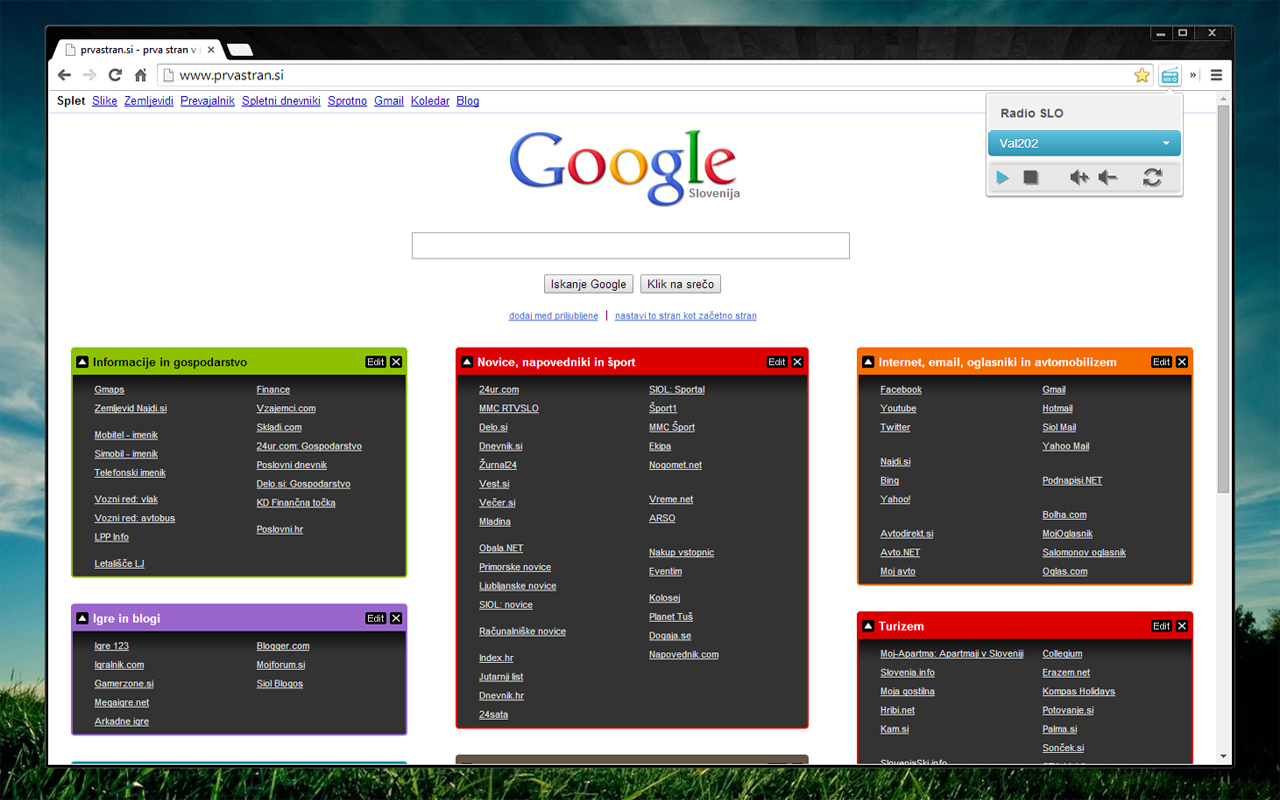 prvastran.si - prva stran v i
www.prvastran.si
Splet Slike Zemljevidi Prevajalnik Spletni dnevniki Sprotno Gmail Koledar Blog
Radio SLO
Val202
Google
Slovenija
Iskanje Google Klik na srečo
dodaj med priljubljene | nastavi to stran kot začetno stran
Informacije in gospodarstvo Edit
Gmaps
Zemljevid Najdi.si
Mobitel - imenik
Simobil - imenik
Telefonski imenik
Vozni red: vlak
Vozni red: avtobus
LPP Info
Letališče LJ
Finance
Vzajemci.com
Skladi.com
24ur.com: Gospodarstvo
Poslovni dnevnik
Delo.si: Gospodarstvo
KD Finančna točka
Poslovni.hr
Igre in blogi Edit
Igre 123
Igralnik.com
Gamerzone.si
Megaigre.net
Arkadne igre
Blogger.com
Mojforum.si
Siol Blogos
Novice, napovedniki in šport Edit
24ur.com
MMC RTVSLO
Delo.si
Dnevnik.si
Žurnal24
Vest.si
Večer.si
Mladina
Obala.NET
Primorske novice
Ljubljanske novice
SIOL: novice
Računalniške novice
Index.hr
Jutarnji list
Dnevnik.hr
24sata
SIOL: Sportal
Šport1
MMC Šport
Ekipa
Nogomet.net
Vreme.net
ARSO
Nakup vstopnic
Eventim
Kolosej
Planet Tuš
Dogaja.se
Napovednik.com
Internet, email, oglasniki in avtomobilizem Edit
Facebook
Youtube
Twitter
Najdi.si
Bing
Yahoo!
Avtodirekt.si
Avto.NET
Moj avto
Gmail
Hotmail
Siol Mail
Yahoo Mail
Podnapisi.NET
Bolha.com
MojOglasnik
Salomonov oglasnik
Oglas.com
Turizem Edit
Moj-Apartma: Apartmaji v Sloveniji
Slovenia.info
Moja gostilna
Hribi.net
Kam.si
SloveniaSki.info
Collegium
Erazem.net
Kompas Holidays
Potovanje.si
Palma.si
Sonček.si